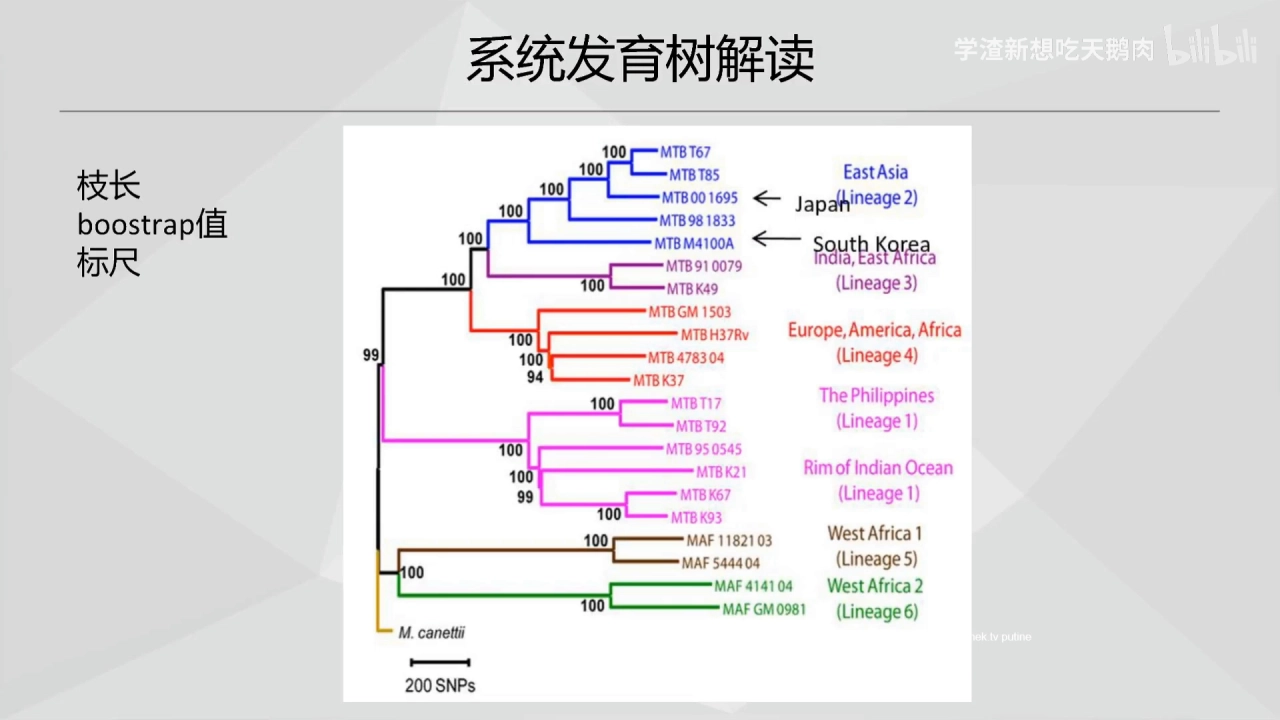 系统发育树解读
学渣新想吃天鹅肉 bilibili
枝长
boostrap值
标尺
100 MTB T67
100 MTB T85
100 MTB 00 1695
100 MTB 98 1833
100 MTB M4100A
East Asia
(Lineage 2)
Japan
South Korea
100 MTB 91 0079
100 MTB K49
India, East Africa
(Lineage 3)
MTB GM 1503
100 MTB H37Rv
100 MTB 4783 04
94 MTB K37
Europe, America, Africa
(Lineage 4)
99
100 MTB T17
MTB T92
The Philippines
(Lineage 1)
100 MTB 95 0545
100 MTB K21
99 MTB K67
100 MTB K93
Rim of Indian Ocean
(Lineage 1)
100 MAF 11821 03
MAF 5444 04
West Africa 1
(Lineage 5)
100
MAF 4141 04
100 MAF GM 0981
West Africa 2
(Lineage 6)
M. canettii
200 SNPs